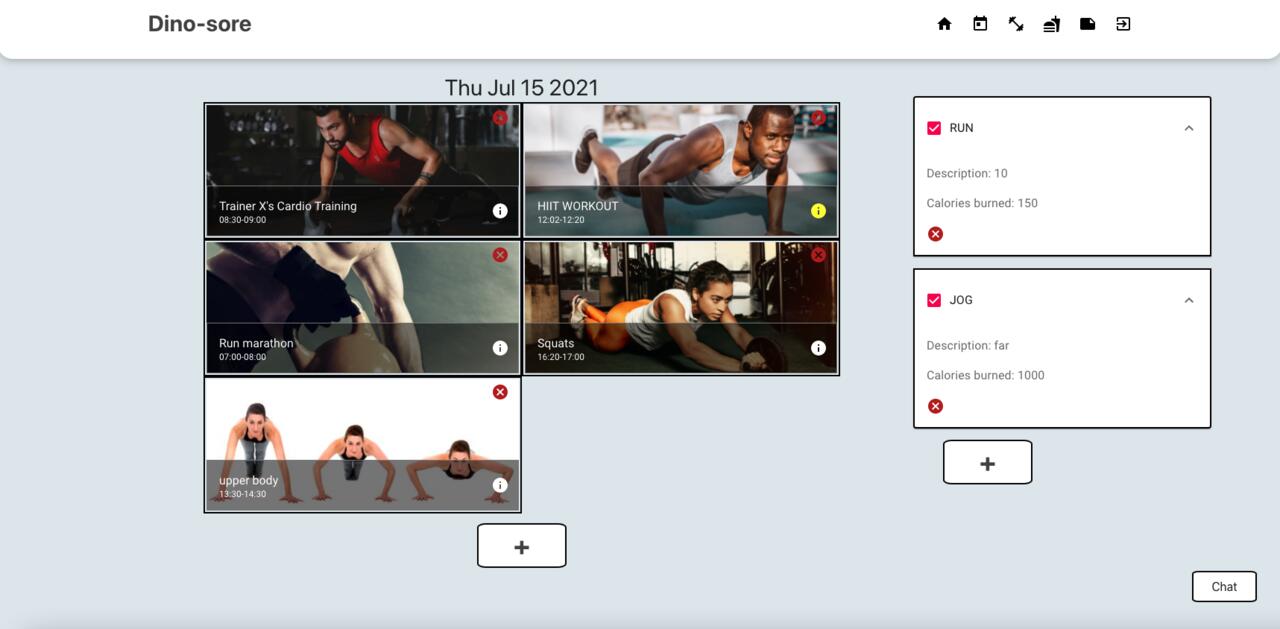 Dino-sore
Thu Jul 15 2021
Trainer X's Cardio Training
08:30-09:00
HIIT WORKOUT
12:02-12:20
Run marathon
07:00-08:00
Squats
16:20-17:00
upper body
13:30-14:30
RUN
Description: 10
Calories burned: 150
JOG
Description: far
Calories burned: 1000
Chat